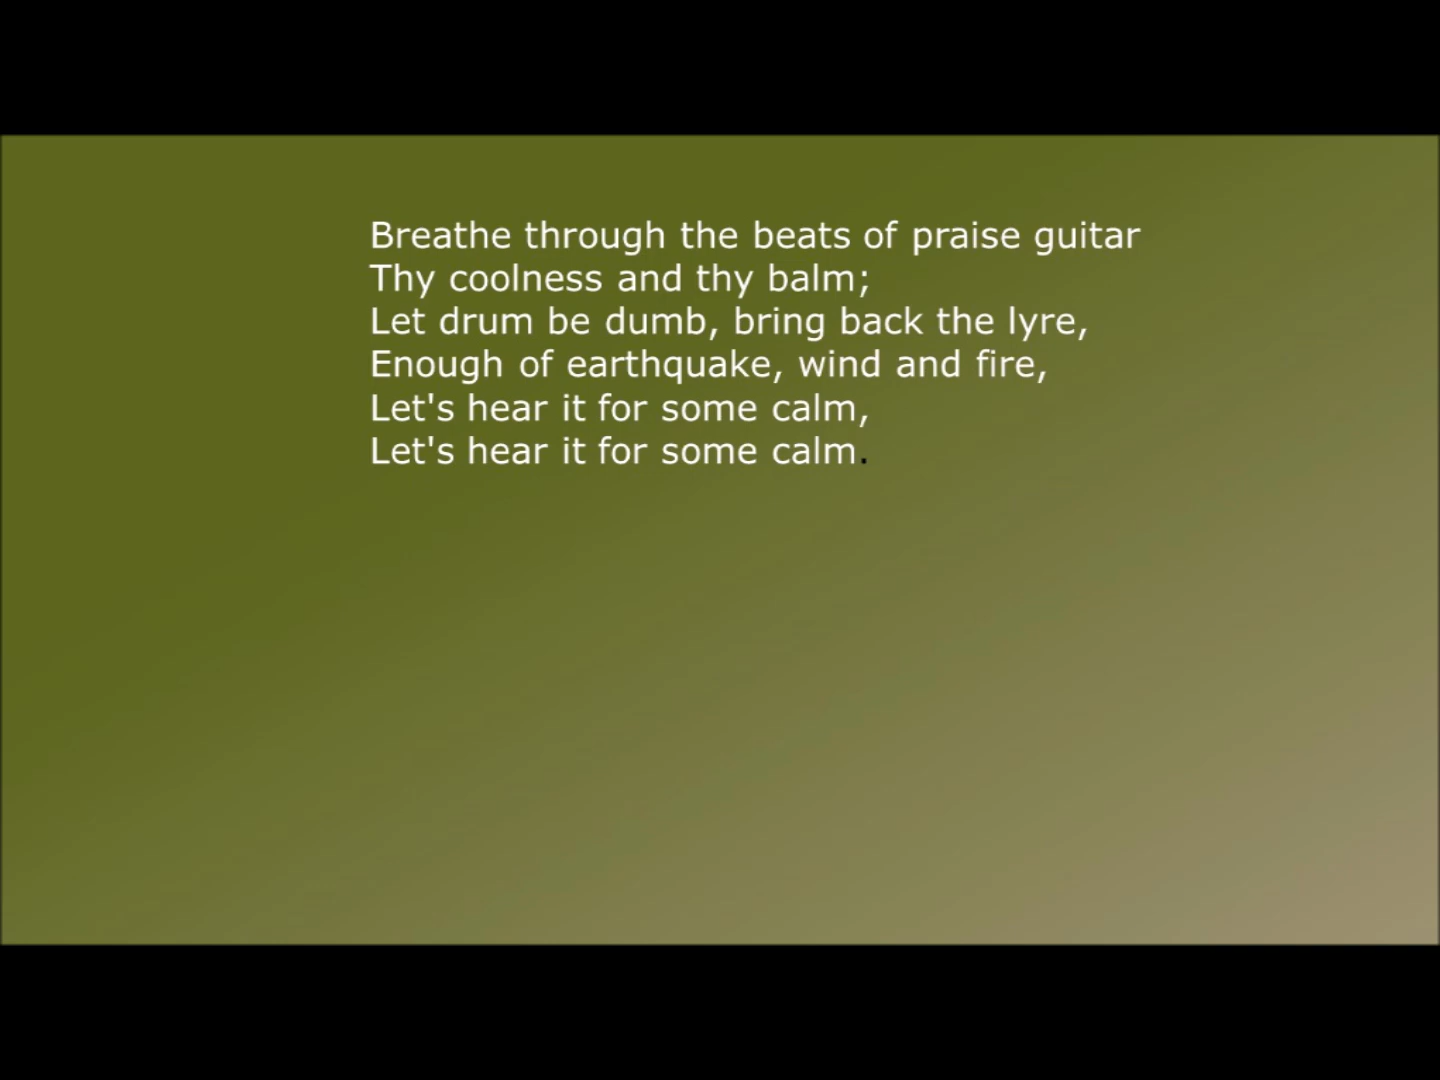 Breathe through the beats of praise guitar
Thy coolness and thy balm;
Let drum be dumb, bring back the lyre,
Enough of earthquake, wind and fire,
Let's hear it for some calm,
Let's hear it for some calm.